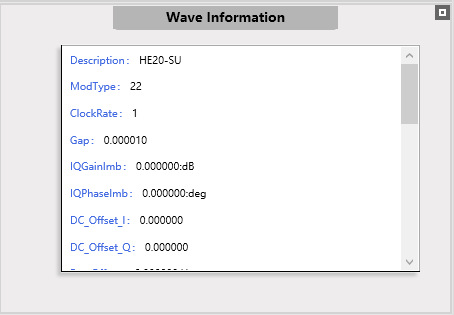 Wave Information
Description: HE20-SU
ModType: 22
ClockRate: 1
Gap: 0.000010
IQGainImb: 0.000000:dB
IQPhaseImb: 0.000000:deg
DC_Offset_I: 0.000000
DC_Offset_Q: 0.000000